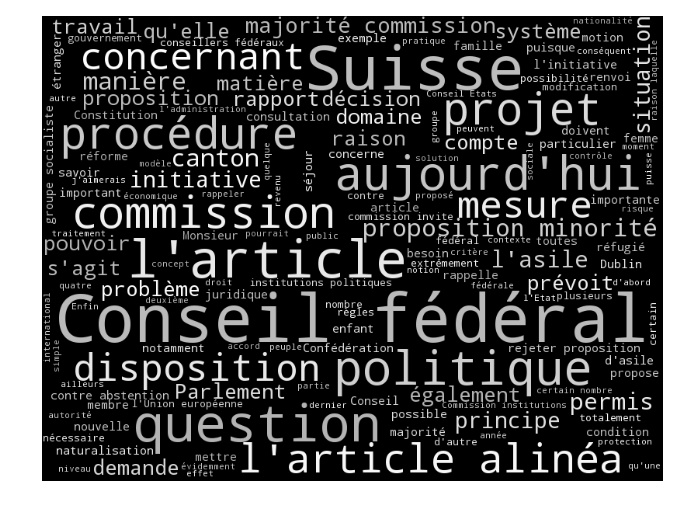 travail qu'elle majorité commission système nationalité
gouvernement conseillers fédéraux exemple pratique famille puisque motion conséquent
étranger concernant Suisse l'initiative
possibilité renvoi
manière matière modification
autre proposition rapport décision Conseil Etats projet situation
raison laquelle
Constitution l'administration consultation domaine
groupe socialiste procédure raison groupe peuvent compte doivent femme
particulier moment
réforme modèle canton concerne solution contrôle
savoir initiative quelque séjour aujourd'hui sociale puisse
j'aimerais revenu
important économique rappeler contre proposé importante
commission article mesure risque
commission invite
traitement Monsieur pourrait public proposition minorité
pouvoir l'article fédéral contexte toutes réfugié
besoin critère l'asile
s'agit concept notion extrêmement rappelle Dublin
quatre problème droit institutions politiques fédérale prévoit d'abord
Enfin deuxième juridique nombre l'Etat plusieurs
règles
international Conseil fédéral certain
enfant
simple notamment accord peuple Confédération rejeter proposition
disposition partie politique d'asile
ailleurs propose
contre abstention Parlement également certain nombre
membre l'Union européenne dernier Conseil Commission institutions permis
autorité nouvelle question possible principe totalement
nécessaire majorité d'autre année condition
protection
naturalisation mettre l'article alinéa
niveau demande évidemment qu'une
effet